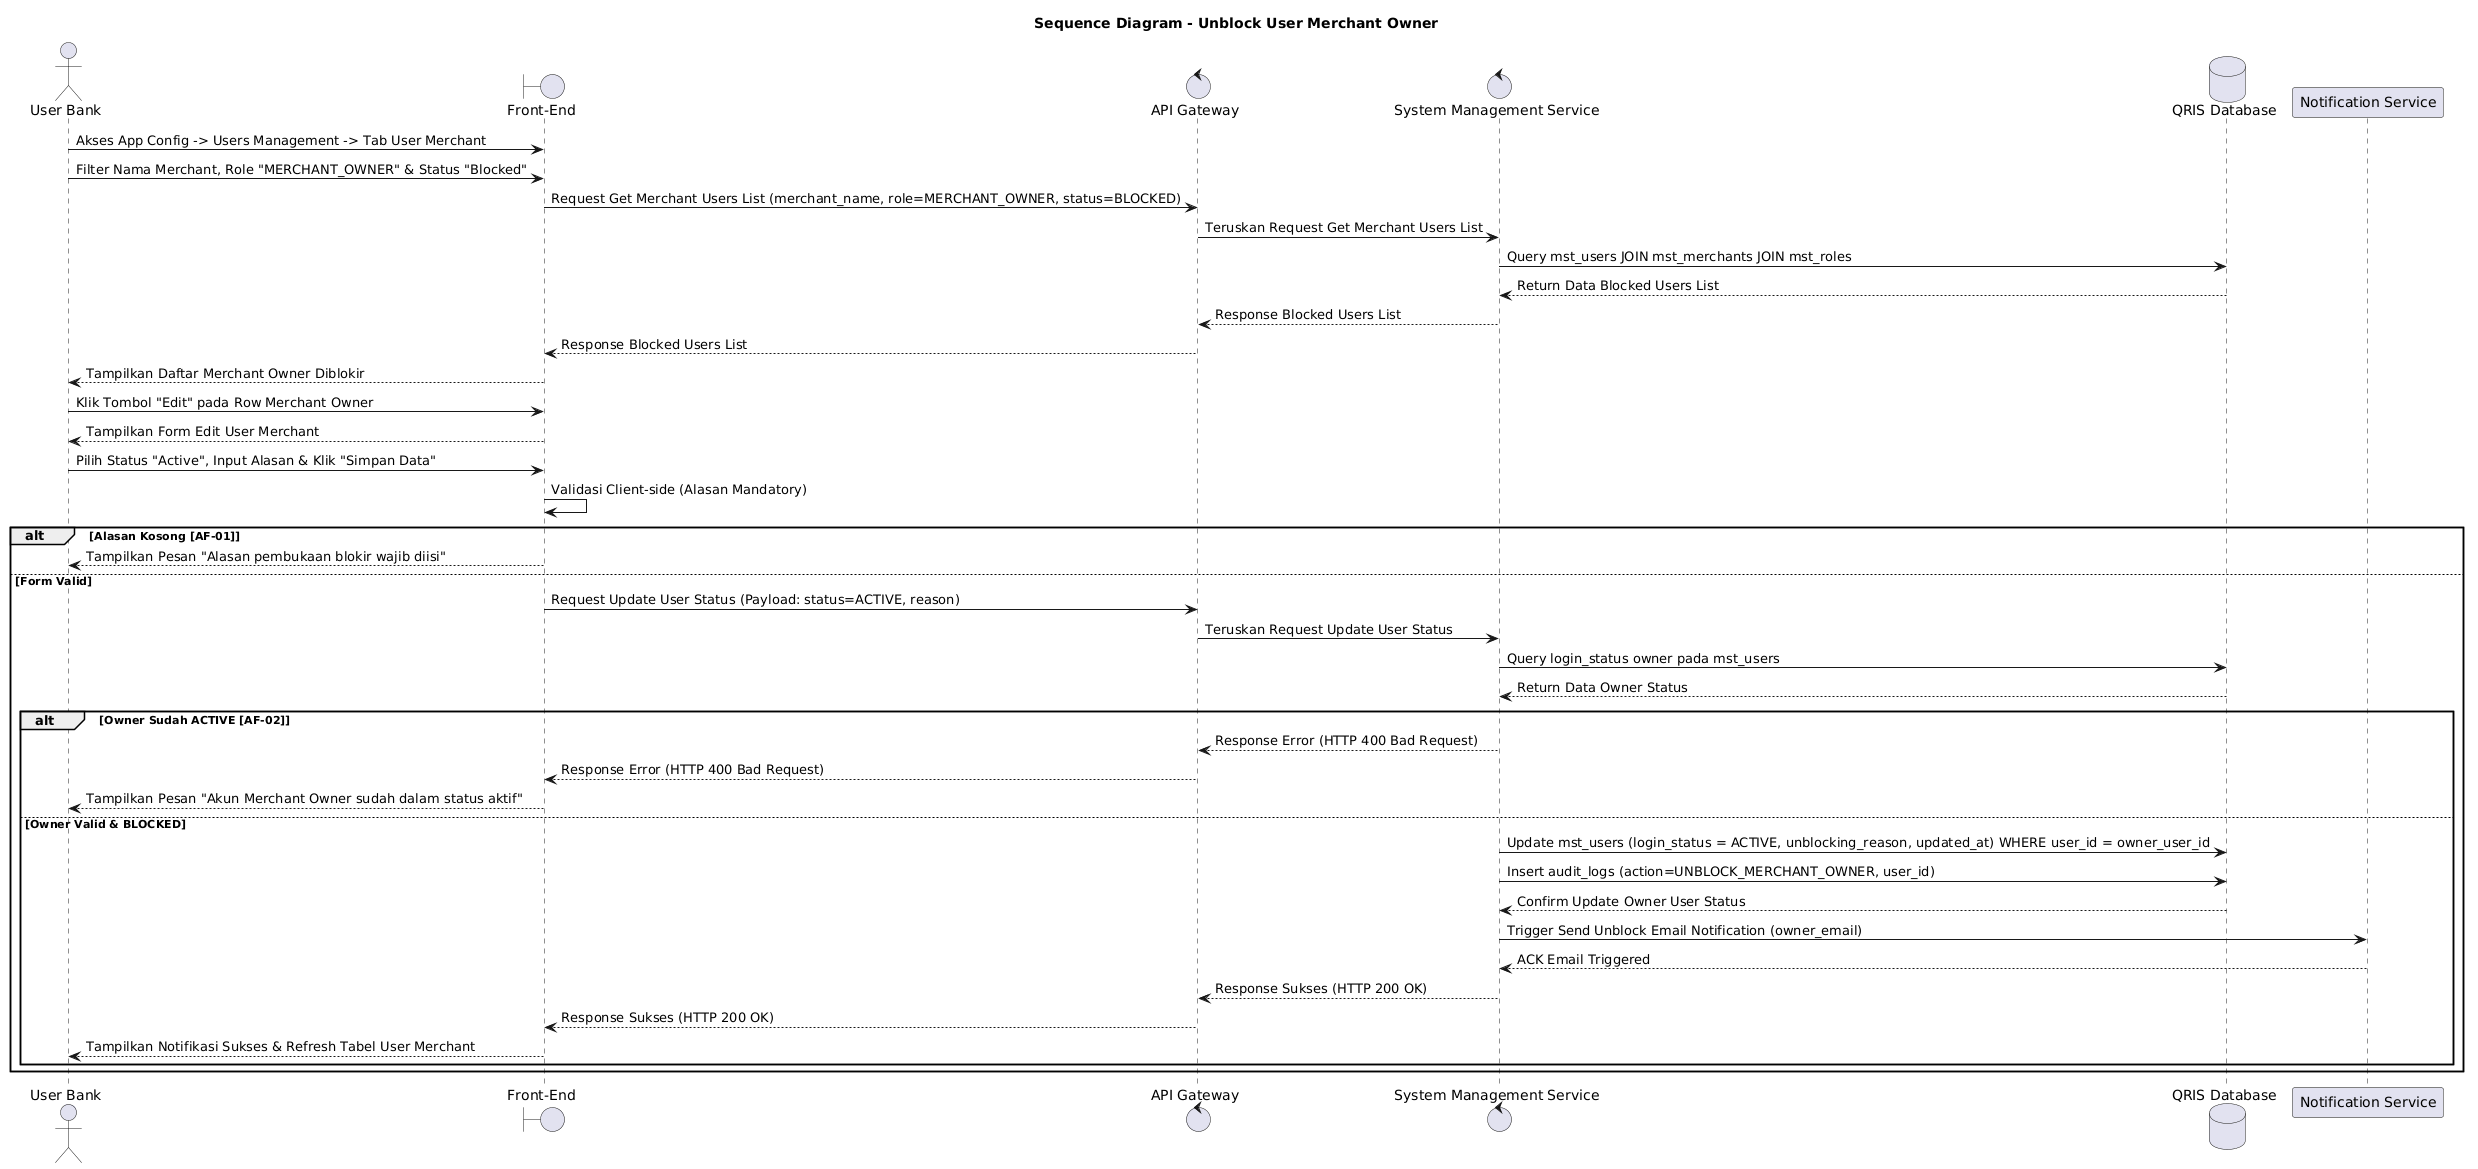 Sequence Diagram - Unblock User Merchant Owner
User Bank
Front-End
API Gateway
System Management Service
QRIS Database
Notification Service
Akses App Config -> Users Management -> Tab User Merchant
Filter Nama Merchant, Role "MERCHANT_OWNER" & Status "Blocked"
Request Get Merchant Users List (merchant_name, role=MERCHANT_OWNER, status=BLOCKED)
Teruskan Request Get Merchant Users List
Query mst_users JOIN mst_merchants JOIN mst_roles
Return Data Blocked Users List
Response Blocked Users List
Response Blocked Users List
Tampilkan Daftar Merchant Owner Diblokir
Klik Tombol "Edit" pada Row Merchant Owner
Tampilkan Form Edit User Merchant
Pilih Status "Active", Input Alasan & Klik "Simpan Data"
Validasi Client-side (Alasan Mandatory)
alt [Alasan Kosong [AF-01]]
Tampilkan Pesan "Alasan pembukaan blokir wajib diisi"
[Form Valid]
Request Update User Status (Payload: status=ACTIVE, reason)
Teruskan Request Update User Status
Query login_status owner pada mst_users
Return Data Owner Status
alt [Owner Sudah ACTIVE [AF-02]]
Response Error (HTTP 400 Bad Request)
Response Error (HTTP 400 Bad Request)
Tampilkan Pesan "Akun Merchant Owner sudah dalam status aktif"
[Owner Valid & BLOCKED]
Update mst_users (login_status = ACTIVE, unblocking_reason, updated_at) WHERE user_id = owner_user_id
Insert audit_logs (action=UNBLOCK_MERCHANT_OWNER, user_id)
Confirm Update Owner User Status
Trigger Send Unblock Email Notification (owner_email)
ACK Email Triggered
Response Sukses (HTTP 200 OK)
Response Sukses (HTTP 200 OK)
Tampilkan Notifikasi Sukses & Refresh Tabel User Merchant
User Bank
Front-End
API Gateway
System Management Service
QRIS Database
Notification Service